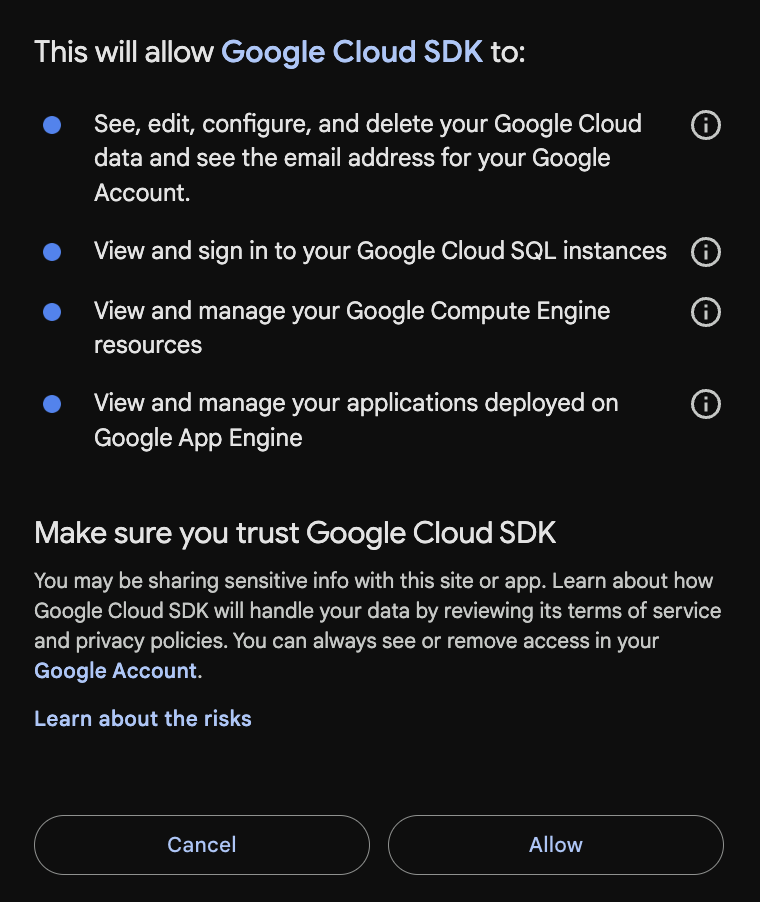 This will allow Google Cloud SDK to:
See, edit, configure, and delete your Google Cloud
data and see the email address for your Google
Account.
View and sign in to your Google Cloud SQL instances
View and manage your Google Compute Engine
resources
View and manage your applications deployed on
Google App Engine
Make sure you trust Google Cloud SDK
You may be sharing sensitive info with this site or app. Learn about how
Google Cloud SDK will handle your data by reviewing its terms of service
and privacy policies. You can always see or remove access in your
Google Account.
Learn about the risks
Cancel
Allow